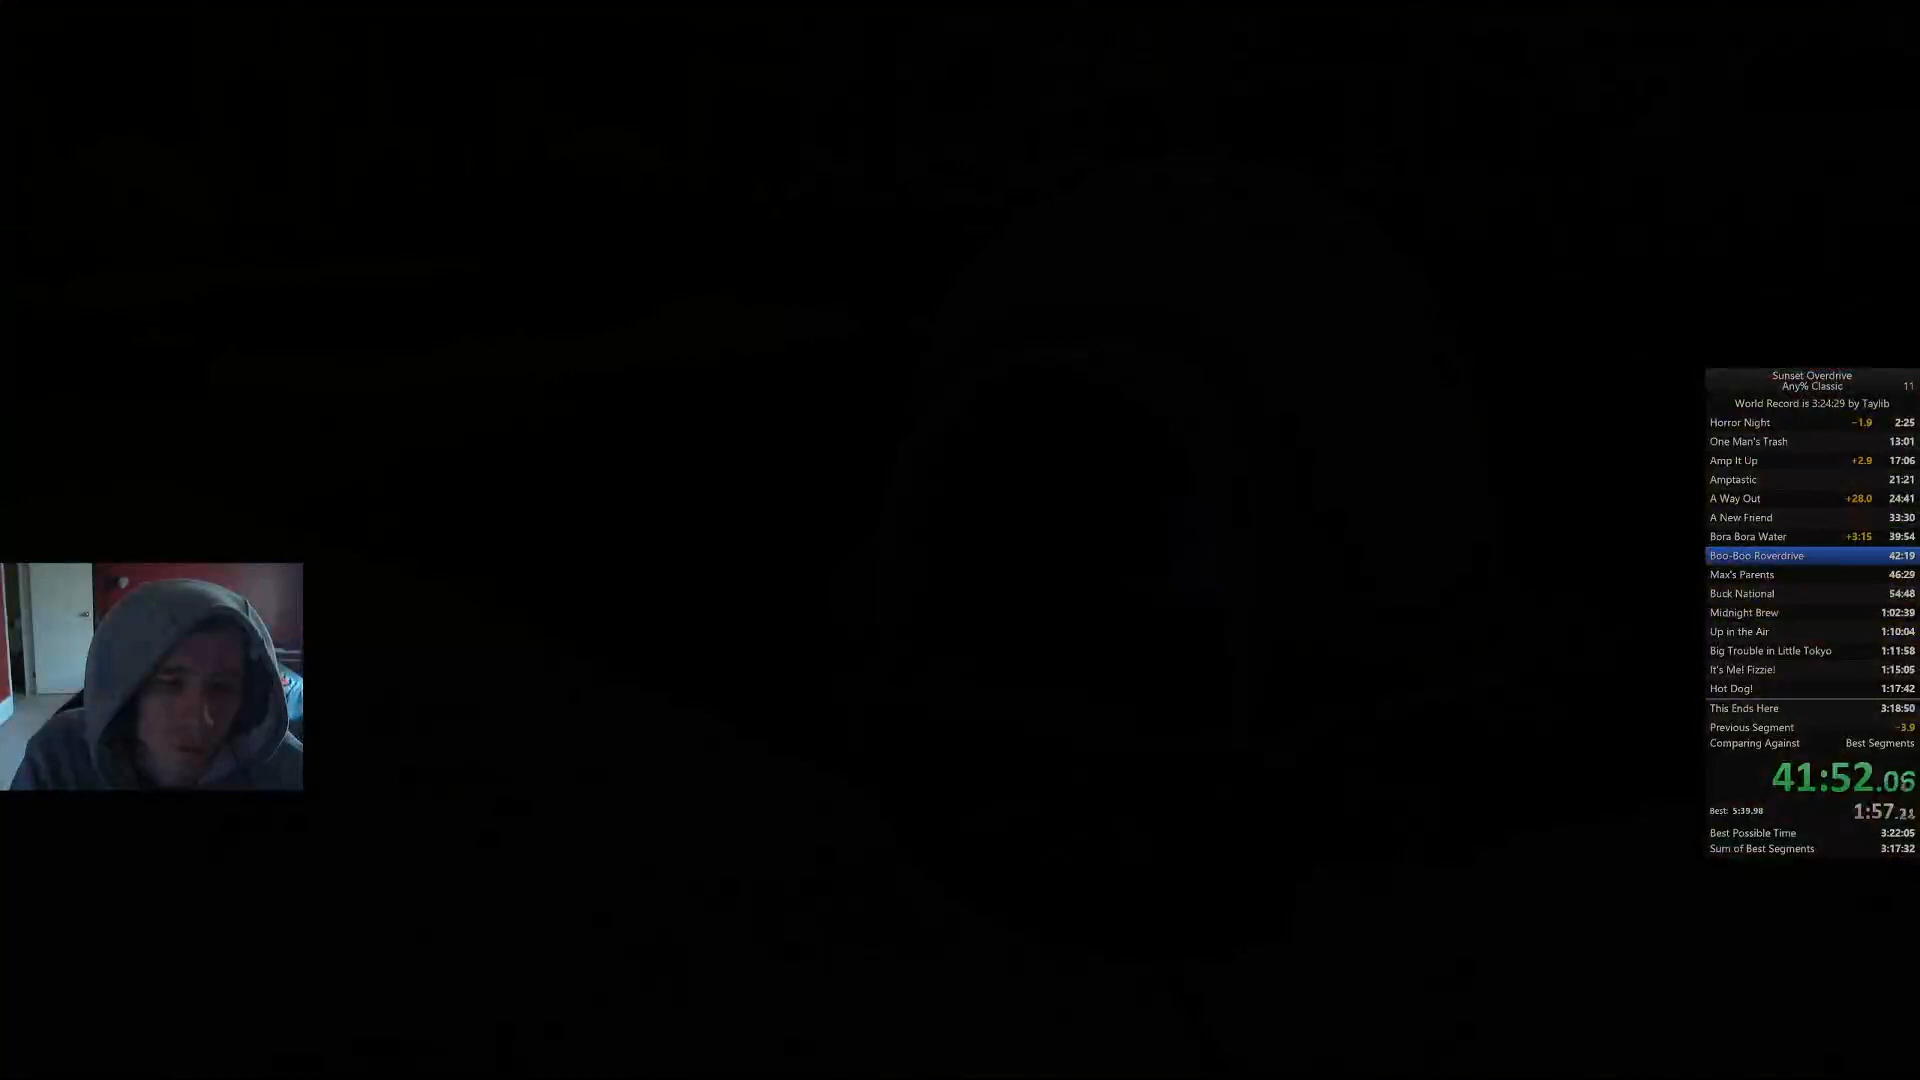 Sunset Overdrive
Any% Classic 11
World Record is 3:24:29 by Taylib
Horror Night −1.9 2:25
One Man's Trash 13:01
Amp It Up +2.9 17:06
Amptastic 21:21
A Way Out +28.0 24:41
A New Friend 33:30
Bora Bora Water +3:15 39:54
Boo-Boo Roverdrive 42:19
Max's Parents 46:29
Buck National 54:48
Midnight Brew 1:02:39
Up in the Air 1:10:04
Big Trouble in Little Tokyo 1:11:58
It's Me! Fizzie! 1:15:05
Hot Dog! 1:17:42
This Ends Here 3:18:50
Previous Segment −3.9
Comparing Against Best Segments
41:52.06
Best: 5:39.98 1:57.21
Best Possible Time 3:22:05
Sum of Best Segments 3:17:32